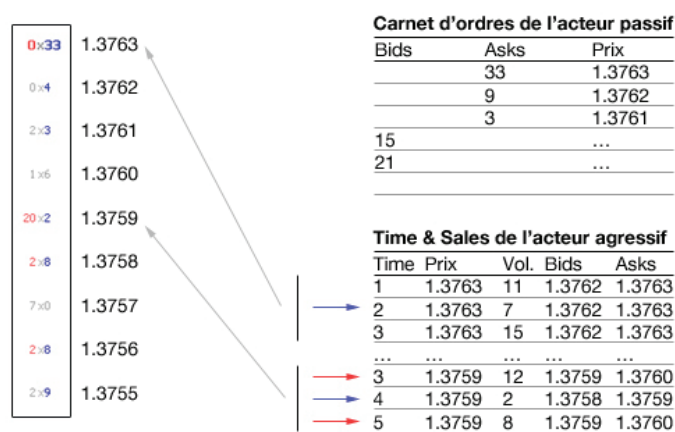 0x33 1.3763
0x4 1.3762
2x3 1.3761
1x6 1.3760
20x2 1.3759
2x8 1.3758
7x0 1.3757
2x8 1.3756
2x9 1.3755
Carnet d’ordres de l’acteur passif
Bids Asks Prix
33 1.3763
9 1.3762
3 1.3761
15 ...
21 ...
Time & Sales de l’acteur agressif
Time Prix Vol. Bids Asks
1 1.3763 11 1.3762 1.3763
2 1.3763 7 1.3762 1.3763
3 1.3763 15 1.3762 1.3763
... ... ... ... ...
3 1.3759 12 1.3759 1.3760
4 1.3759 2 1.3758 1.3759
5 1.3759 8 1.3759 1.3760